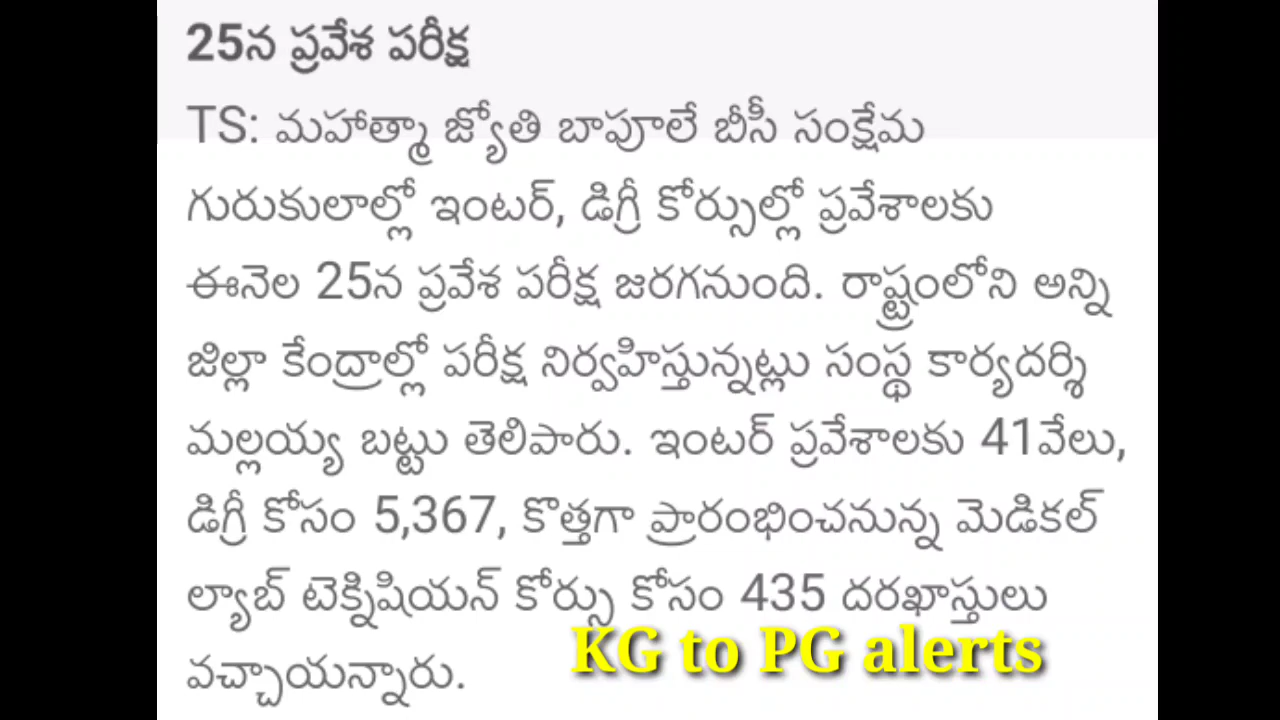 25న ప్రవేశ పరీక్ష
TS: మహాత్మా జ్యోతి బాపూలే బీసీ సంక్షేమ
గురుకులాల్లో ఇంటర్, డిగ్రీ కోర్సుల్లో ప్రవేశాలకు
ఈనెల 25న ప్రవేశ పరీక్ష జరగనుంది. రాష్ట్రంలోని అన్ని
జిల్లా కేంద్రాల్లో పరీక్ష నిర్వహిస్తున్నట్లు సంస్థ కార్యదర్శి
మల్లయ్య బట్టు తెలిపారు. ఇంటర్ ప్రవేశాలకు 41వేలు,
డిగ్రీ కోసం 5,367, కొత్తగా ప్రారంభించనున్న మెడికల్
ల్యాబ్ టెక్నిషియన్ కోర్సు కోసం 435 దరఖాస్తులు
వచ్చాయన్నారు.
KG to PG alerts